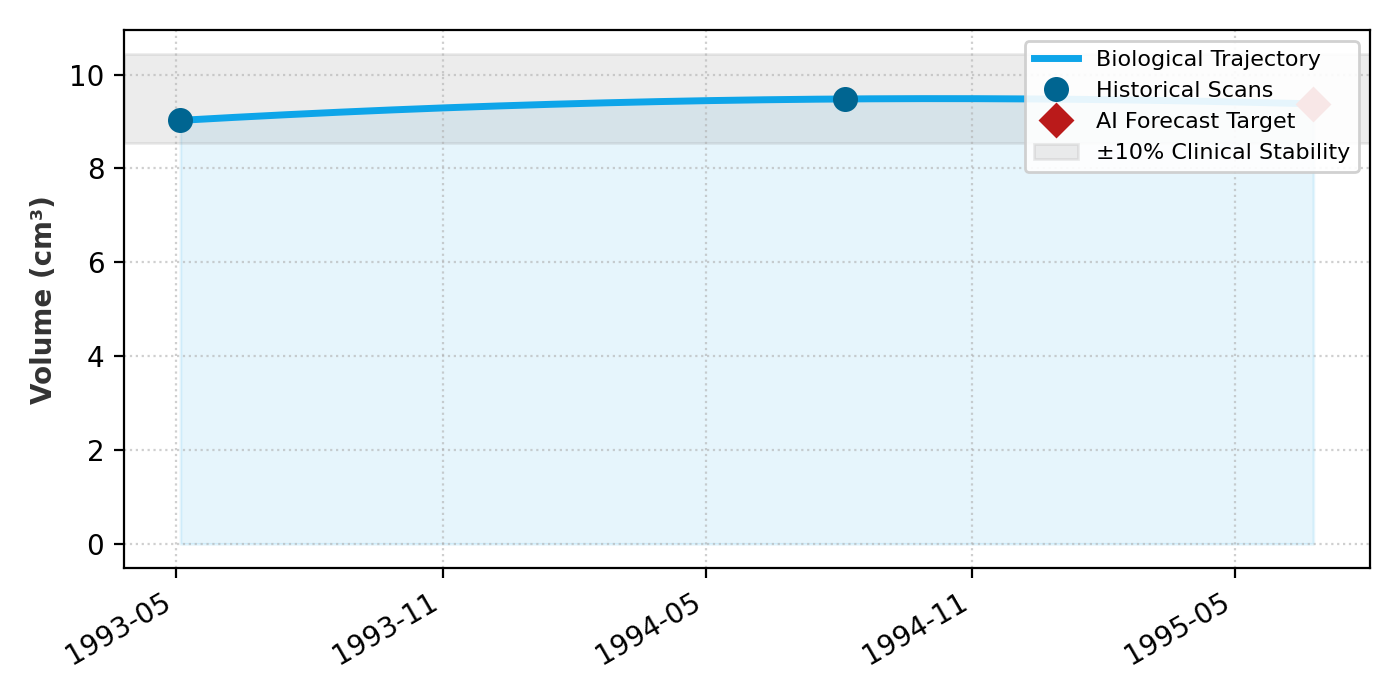 Biological Trajectory
Historical Scans
AI Forecast Target
±10% Clinical Stability
Volume (cm³)
10
8
6
4
2
0
1993-05
1993-11
1994-05
1994-11
1995-05